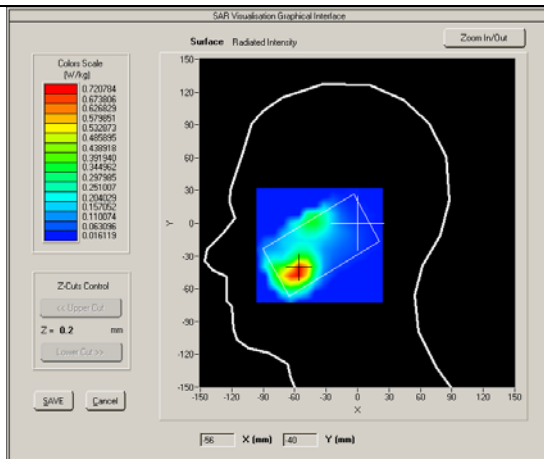 SAR Visualisation Graphical Interface
Surface Radiated Intensity
Zoom In/Out
Colors Scale
(W/kg)
0.720784
0.673806
0.626829
0.579851
0.532873
0.485895
0.438918
0.391940
0.344962
0.297985
0.251007
0.204029
0.157052
0.110074
0.063096
0.016119
Z-Cuts Control
<< Upper Cut
Z = 0.2 mm
Lower Cut >>
SAVE Cancel
150
120
90
60
30
0
-30
-60
-90
-120
-150
Y
-150 -120 -90 -60 -30 0 30 60 90 120 150
X
-56 X (mm) -40 Y (mm)